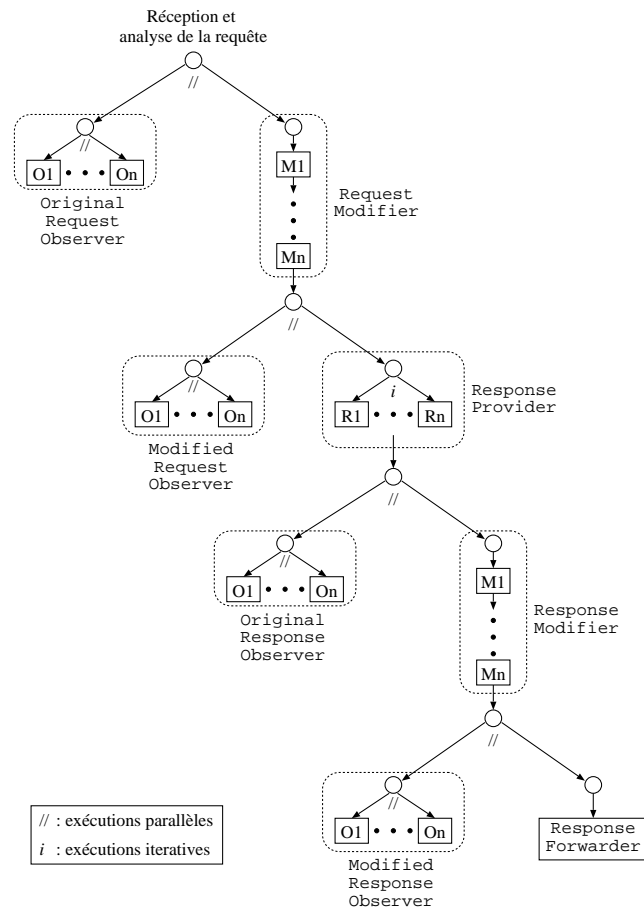 Réception et
analyse de la requête
//
//
O1
On
Original
Request
Observer
M1
Mn
Request
Modifier
//
//
O1
On
Modified
Request
Observer
i
R1
Rn
Response
Provider
//
//
O1
On
Original
Response
Observer
M1
Mn
Response
Modifier
//
//
O1
On
Modified
Response
Observer
Response
Forwarder
// : exécutions parallèles
i : exécutions iteratives